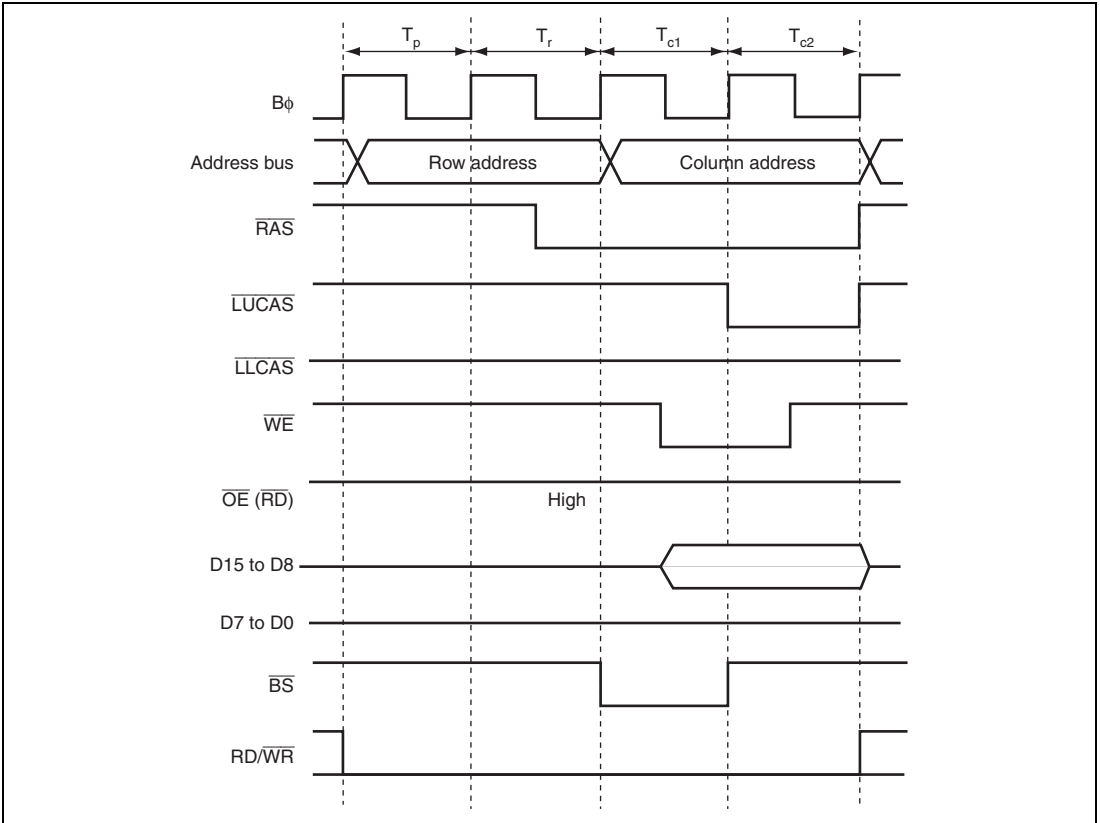 Tp Tr Tc1 Tc2
Bϕ
Address bus Row address Column address
RAS
LUCAS
LLCAS
WE
OE (RD) High
D15 to D8
D7 to D0
BS
RD/WR